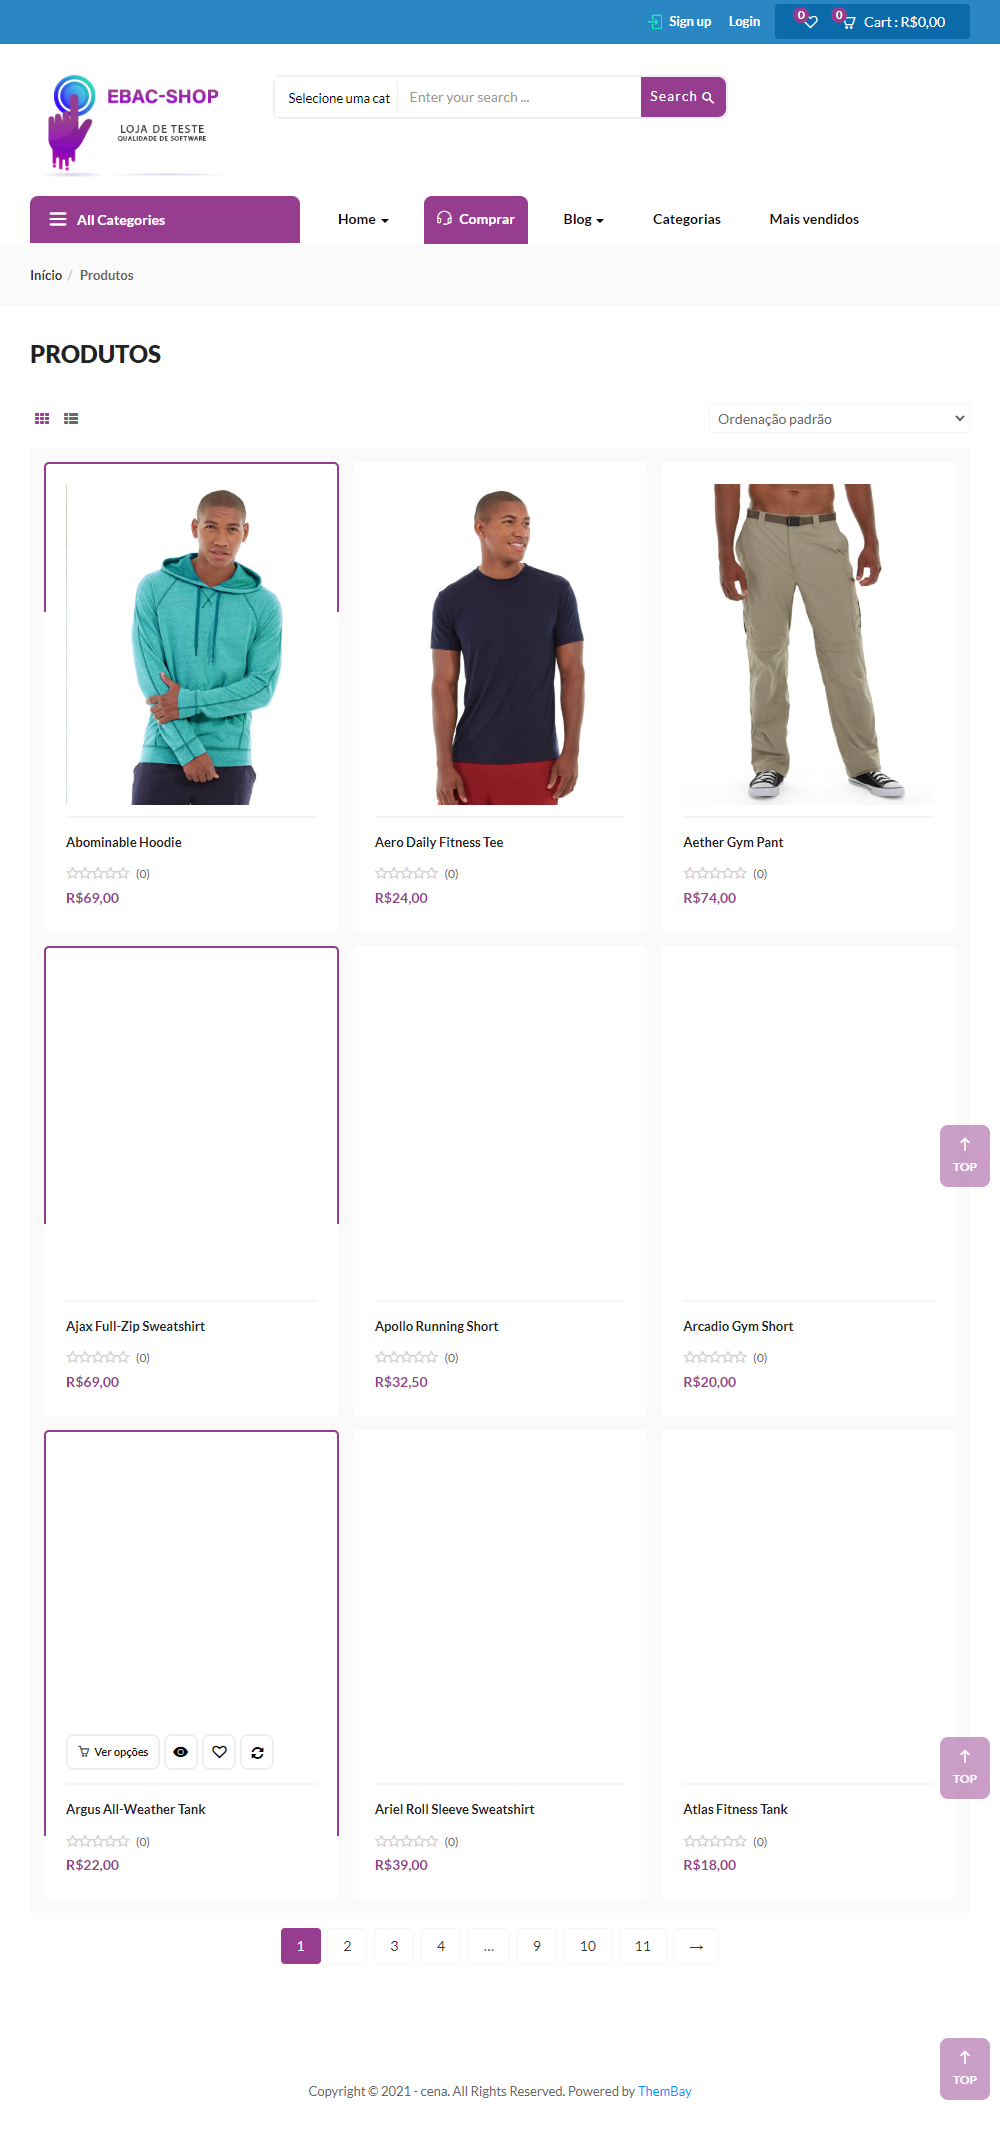 Sign up
Login
0
0
Cart : R$0,00
EBAC-SHOP
LOJA DE TESTE
QUALIDADE DE SOFTWARE
Selecione uma cat
Enter your search ...
Search
All Categories
Home
Comprar
Blog
Categorias
Mais vendidos
Início / Produtos
PRODUTOS
Ordenação padrão
Abominable Hoodie
Aero Daily Fitness Tee
Aether Gym Pant
(0)
(0)
(0)
R$69,00
R$24,00
R$74,00
TOP
Ajax Full-Zip Sweatshirt
Apollo Running Short
Arcadio Gym Short
(0)
(0)
(0)
R$69,00
R$32,50
R$20,00
Ver opções
TOP
Argus All-Weather Tank
Ariel Roll Sleeve Sweatshirt
Atlas Fitness Tank
(0)
(0)
(0)
R$22,00
R$39,00
R$18,00
1 2 3 4 … 9 10 11 →
TOP
Copyright © 2021 - cena. All Rights Reserved. Powered by ThemBay